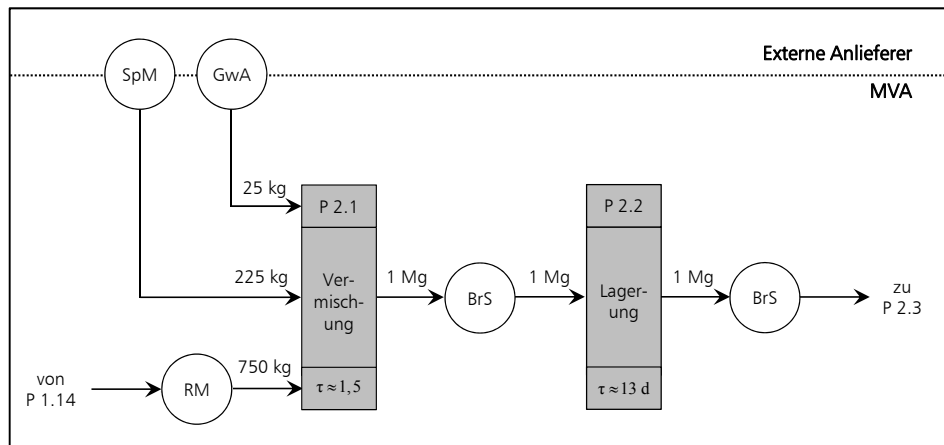 SpM
GwA
Externe Anlieferer
MVA
25 kg
P 2.1
P 2.2
225 kg
Ver-
misch-
ung
1 Mg
BrS
1 Mg
Lager-
ung
1 Mg
BrS
zu
P 2.3
von
P 1.14
RM
750 kg
τ ≈ 1,5
τ ≈ 13 d